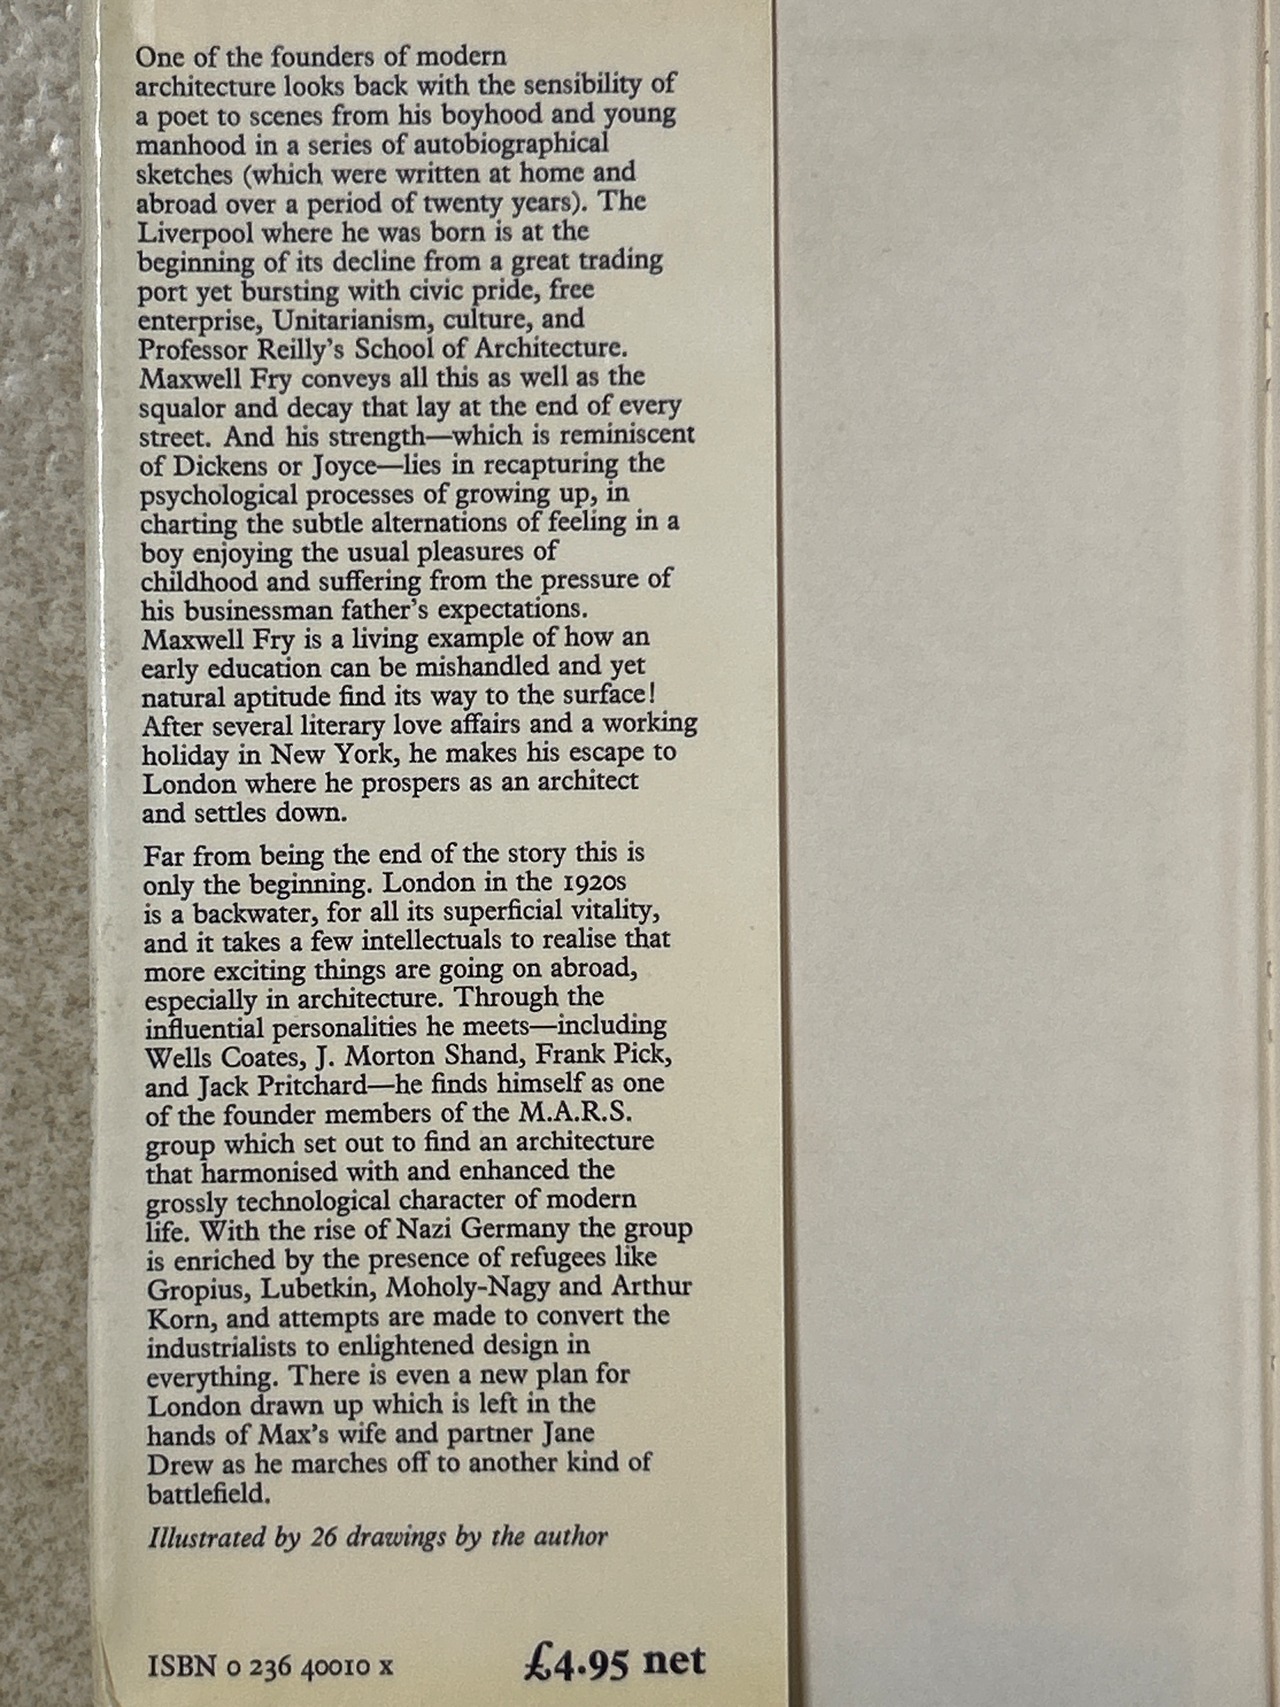 One of the founders of modern
architecture looks back with the sensibility of
a poet to scenes from his boyhood and young
manhood in a series of autobiographical
sketches (which were written at home and
abroad over a period of twenty years). The
Liverpool where he was born is at the
beginning of its decline from a great trading
port yet bursting with civic pride, free
enterprise, Unitarianism, culture, and
Professor Reilly's School of Architecture.
Maxwell Fry conveys all this as well as the
squalor and decay that lay at the end of every
street. And his strength—which is reminiscent
of Dickens or Joyce—lies in recapturing the
psychological processes of growing up, in
charting the subtle alternations of feeling in a
boy enjoying the usual pleasures of
childhood and suffering from the pressure of
his businessman father's expectations.
Maxwell Fry is a living example of how an
early education can be mishandled and yet
natural aptitude find its way to the surface!
After several literary love affairs and a working
holiday in New York, he makes his escape to
London where he prospers as an architect
and settles down.
Far from being the end of the story this is
only the beginning. London in the 1920s
is a backwater, for all its superficial vitality,
and it takes a few intellectuals to realise that
more exciting things are going on abroad,
especially in architecture. Through the
influential personalities he meets—including
Wells Coates, J. Morton Shand, Frank Pick,
and Jack Pritchard—he finds himself as one
of the founder members of the M.A.R.S.
group which set out to find an architecture
that harmonised with and enhanced the
grossly technological character of modern
life. With the rise of Nazi Germany the group
is enriched by the presence of refugees like
Gropius, Lubetkin, Moholy-Nagy and Arthur
Korn, and attempts are made to convert the
industrialists to enlightened design in
everything. There is even a new plan for
London drawn up which is left in the
hands of Max's wife and partner Jane
Drew as he marches off to another kind of
battlefield.
Illustrated by 26 drawings by the author
ISBN 0 236 40010 x £4.95 net